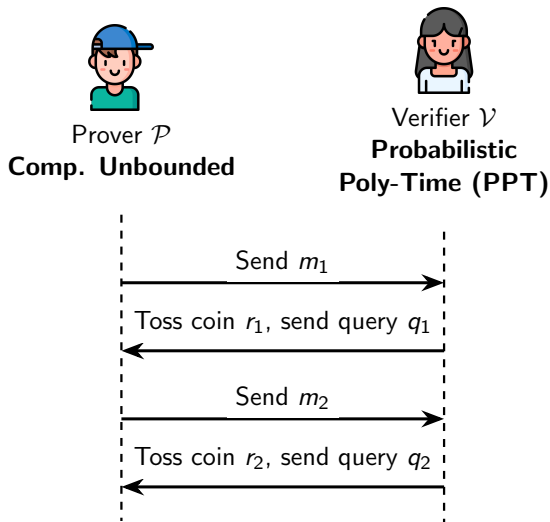 Prover 𝒫
Comp. Unbounded
Verifier 𝒱
Probabilistic
Poly-Time (PPT)
Send m₁
Toss coin r₁, send query q₁
Send m₂
Toss coin r₂, send query q₂